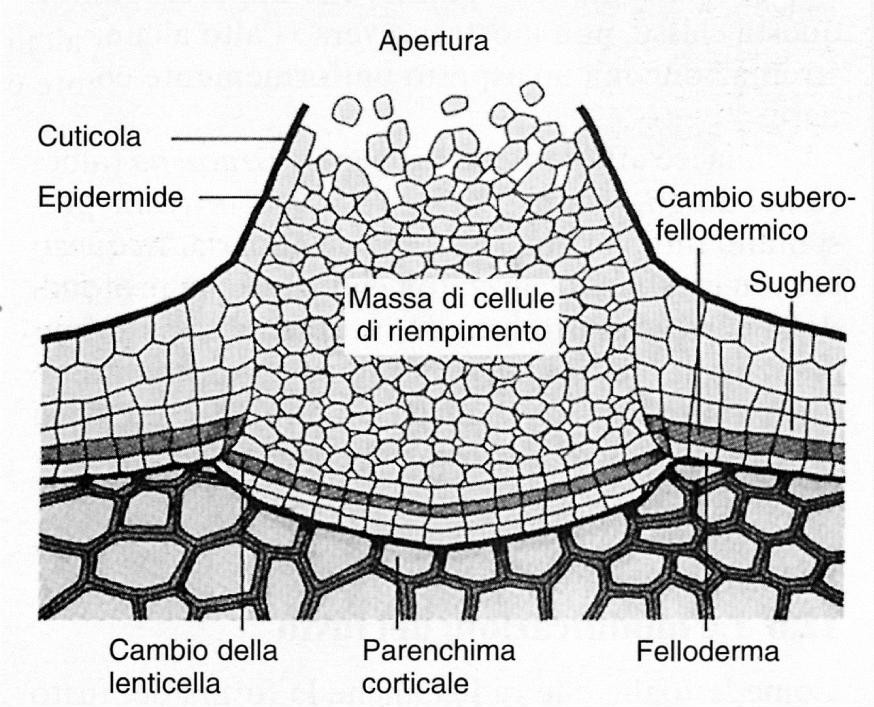 Apertura
Cuticola
Epidermide
Cambio subero-
fellodermico
Sughero
Massa di cellule
di riempimento
Cambio della
lenticella
Parenchima
corticale
Felloderma